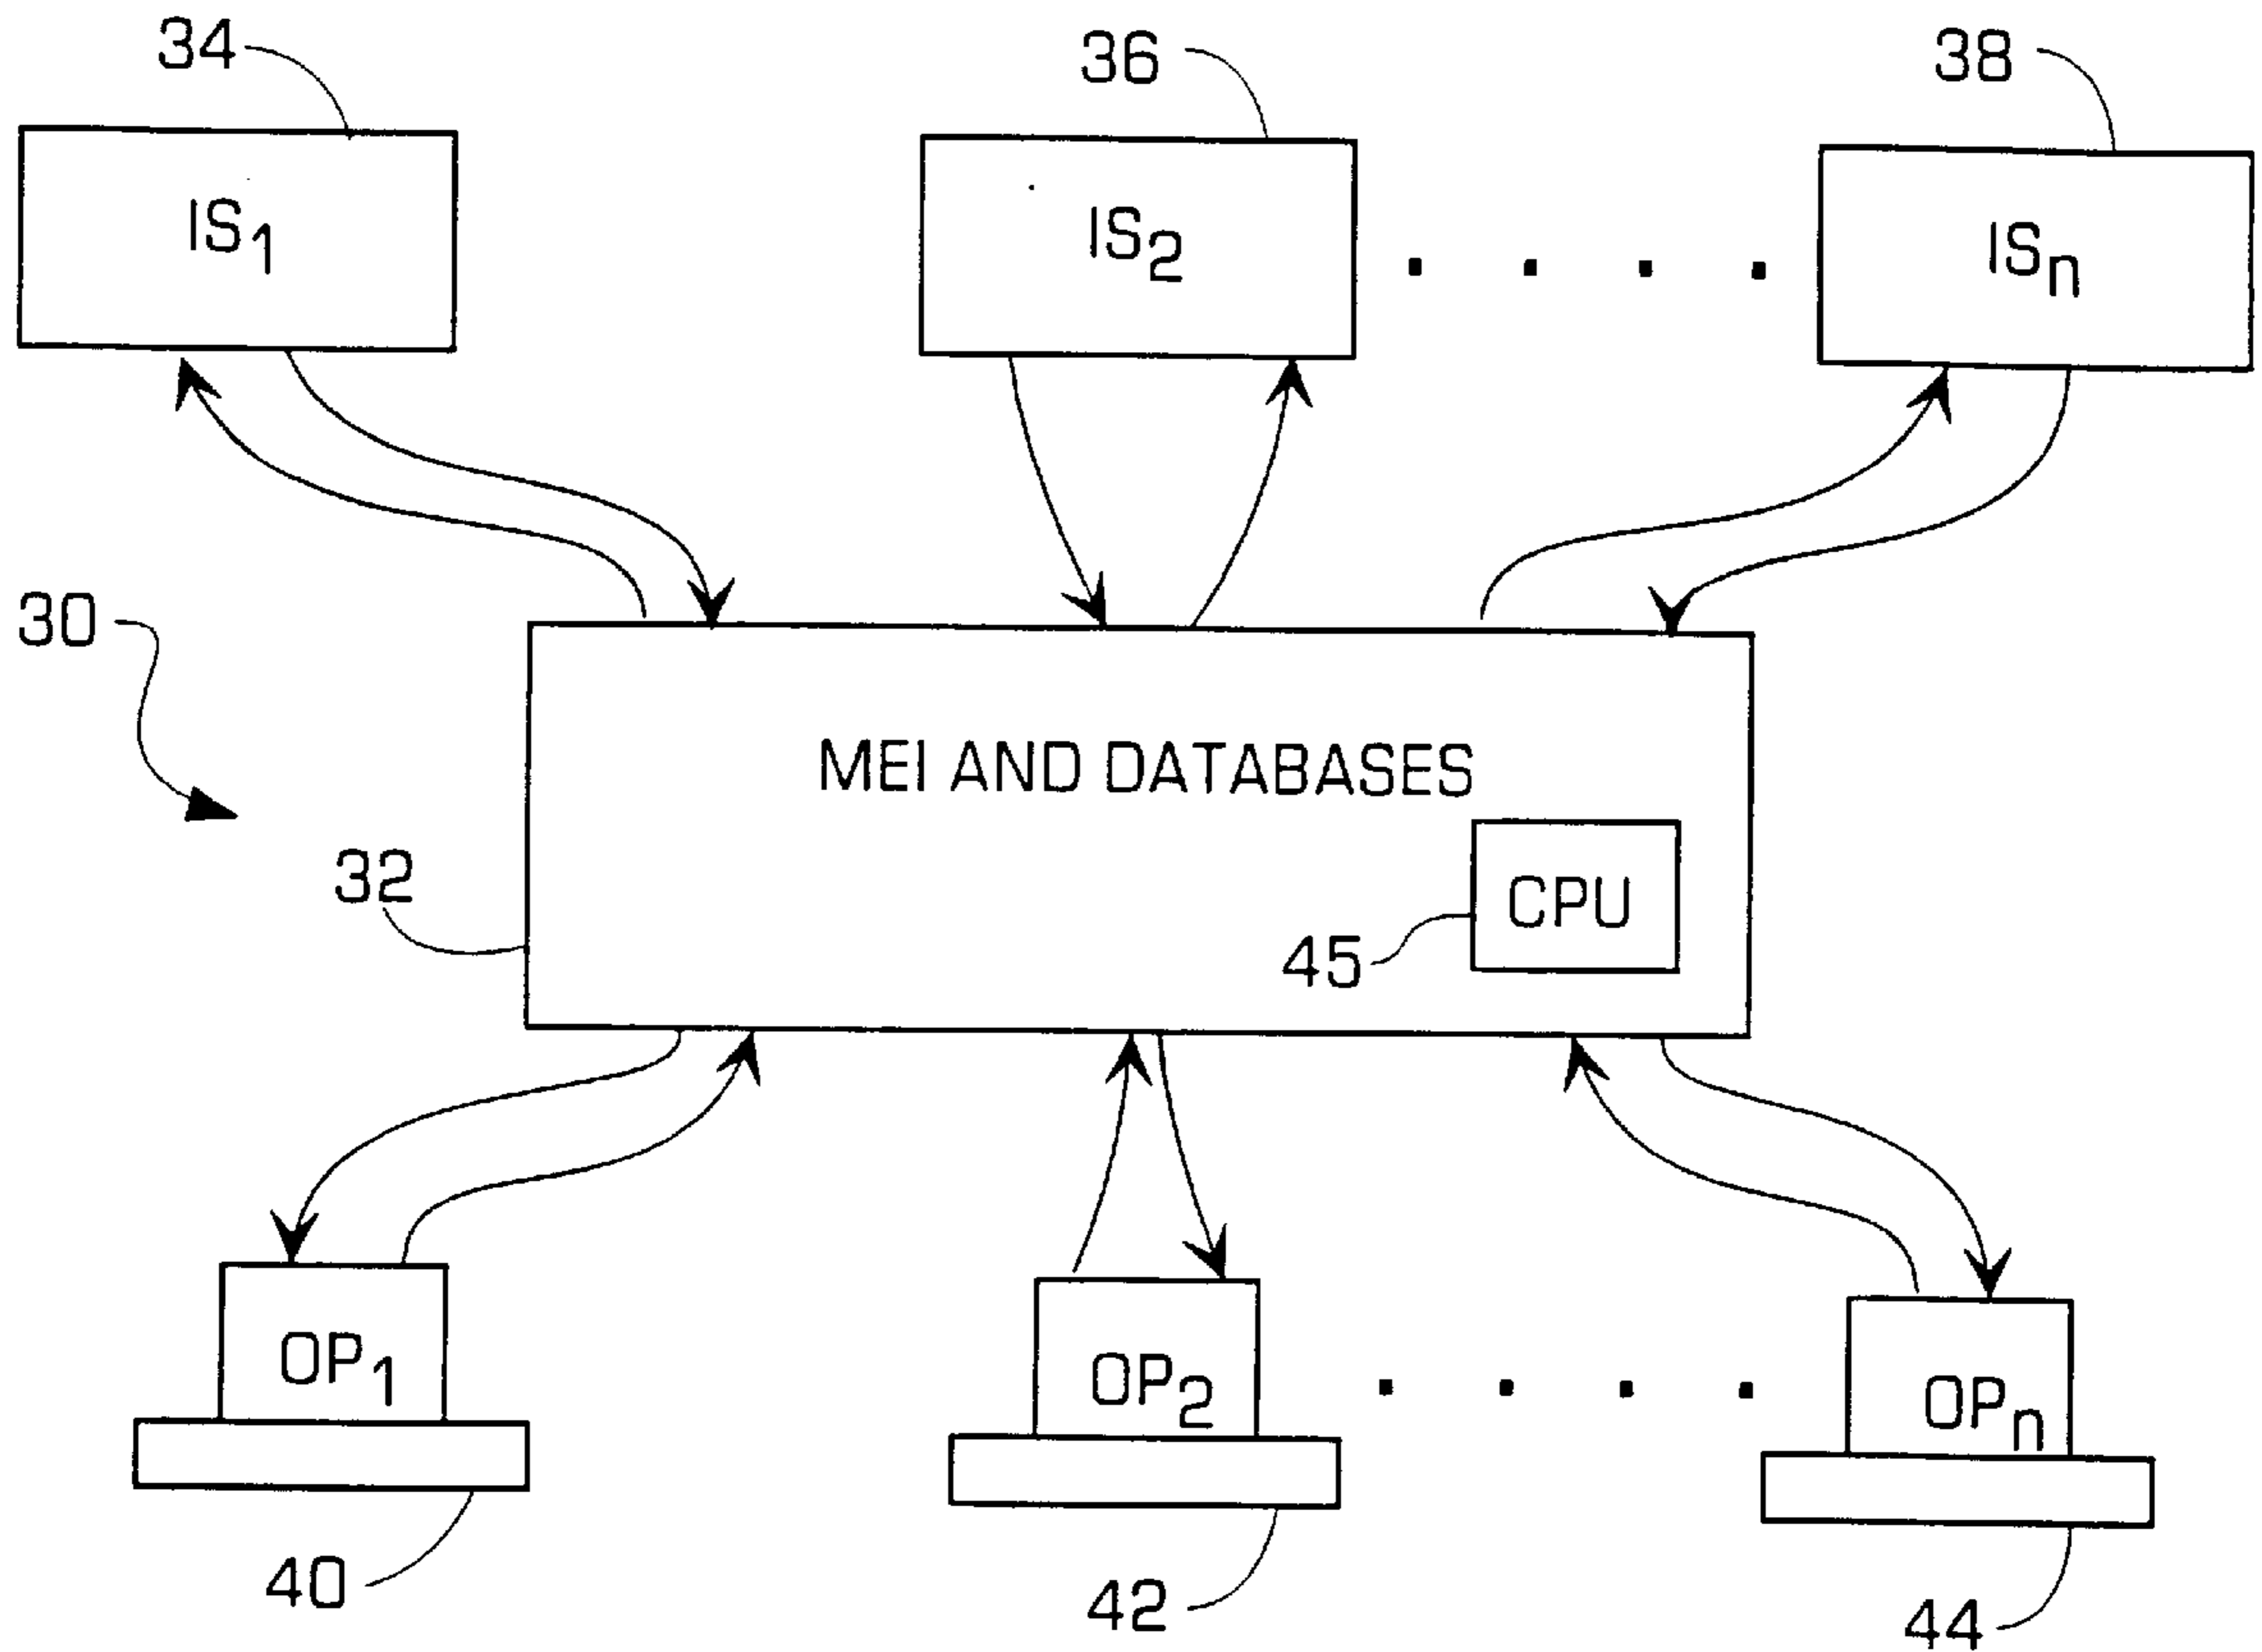 34
36
38
IS1
IS2
ISn
30
MEI AND DATABASES
32
CPU
45
OP1
OP2
OPn
40
42
44